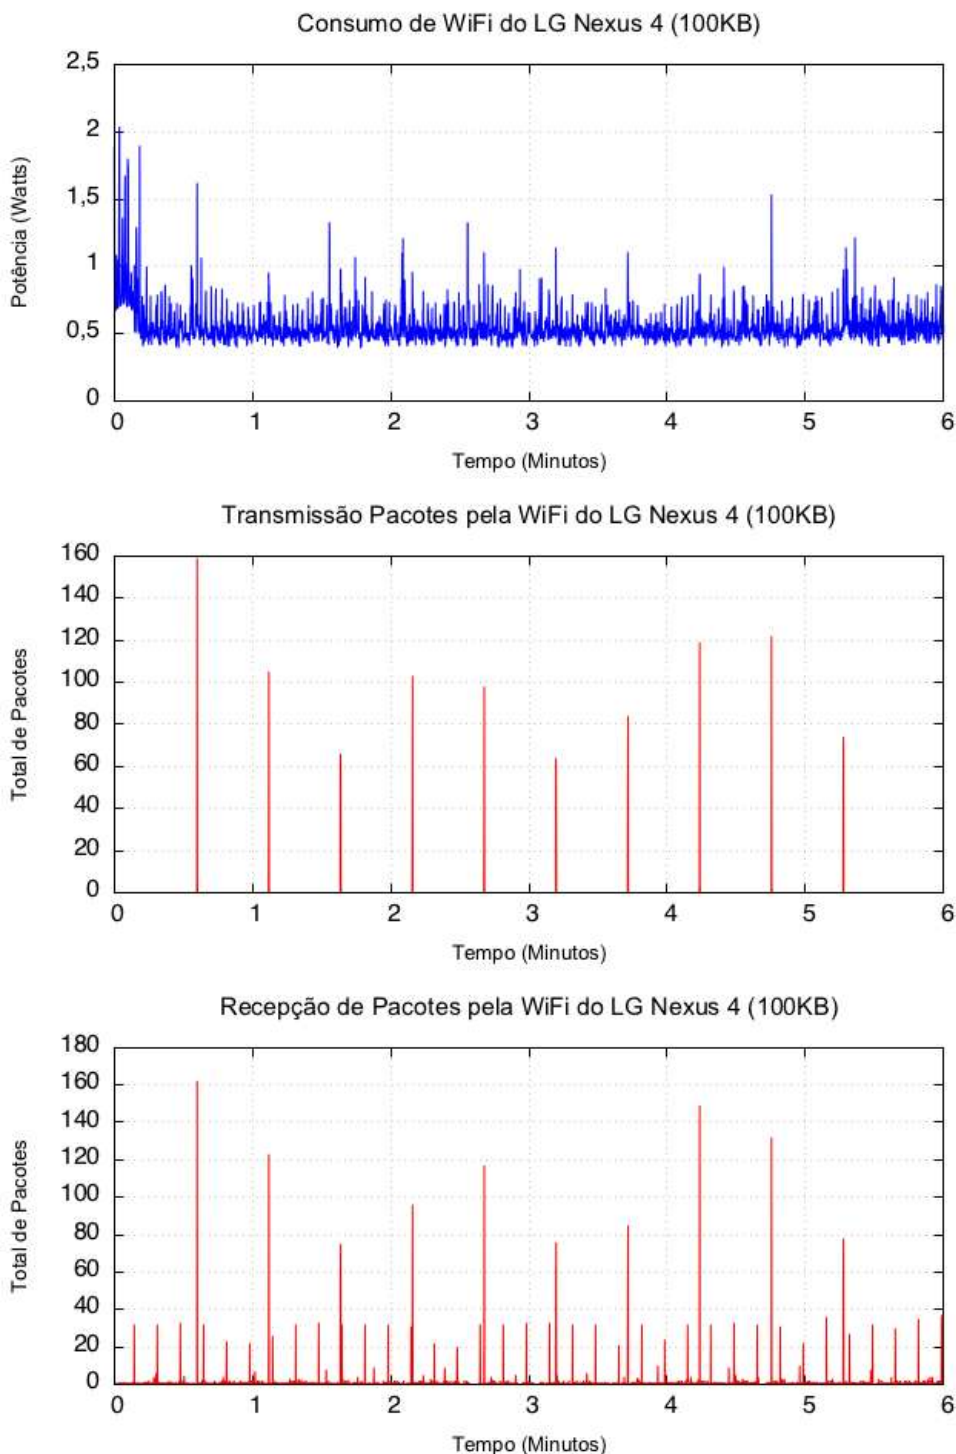 Consumo de WiFi do LG Nexus 4 (100KB)
2,5
2
1,5
1
0,5
0
Potência (Watts)
0 1 2 3 4 5 6
Tempo (Minutos)
Transmissão Pacotes pela WiFi do LG Nexus 4 (100KB)
160
140
120
100
80
60
40
20
0
Total de Pacotes
0 1 2 3 4 5 6
Tempo (Minutos)
Recepção de Pacotes pela WiFi do LG Nexus 4 (100KB)
180
160
140
120
100
80
60
40
20
0
Total de Pacotes
0 1 2 3 4 5 6
Tempo (Minutos)